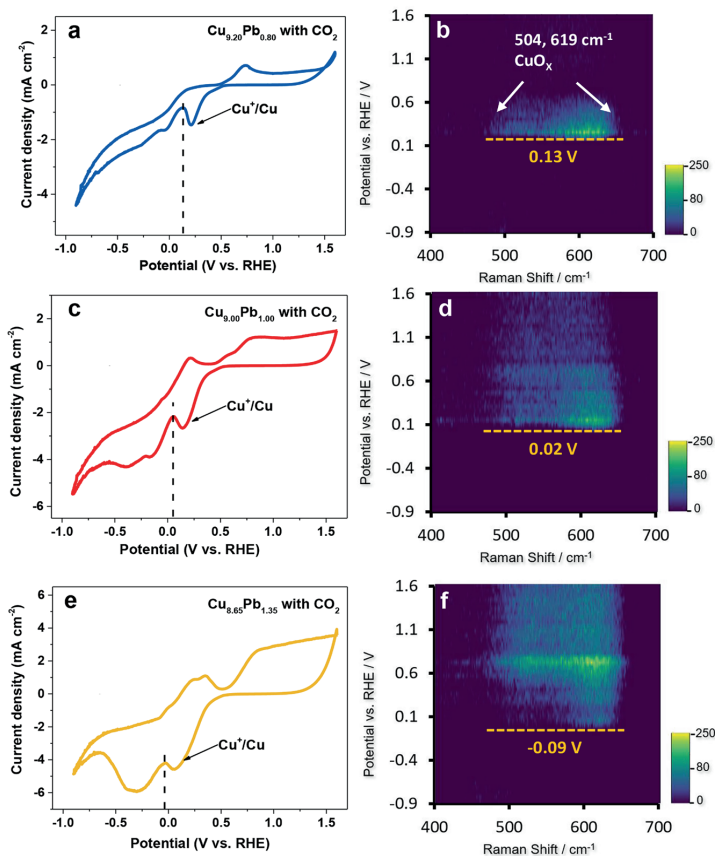 a
Cu9.20Pb0.80 with CO2
Cu+/Cu
Current density (mA cm-2)
2
0
-2
-4
-1.0 -0.5 0.0 0.5 1.0 1.5
Potential (V vs. RHE)
b
504, 619 cm-1
CuOX
0.13 V
Potential vs. RHE / V
1.6
1.1
0.6
0.1
-0.4
-0.9
400 500 600 700
Raman Shift / cm-1
250
80
0
c
Cu9.00Pb1.00 with CO2
Cu+/Cu
Current density (mA cm-2)
2
0
-2
-4
-6
-1.0 -0.5 0.0 0.5 1.0 1.5
Potential (V vs. RHE)
d
0.02 V
Potential vs. RHE / V
1.6
1.1
0.6
0.1
-0.4
-0.9
400 500 600 700
Raman Shift / cm-1
250
80
0
e
Cu8.65Pb1.35 with CO2
Cu+/Cu
Current density (mA cm-2)
6
4
2
0
-2
-4
-6
-1.0 -0.5 0.0 0.5 1.0 1.5
Potential (V vs. RHE)
f
-0.09 V
Potential vs. RHE / V
1.6
1.1
0.6
0.1
-0.4
-0.9
400 500 600 700
Raman Shift / cm-1
250
80
0